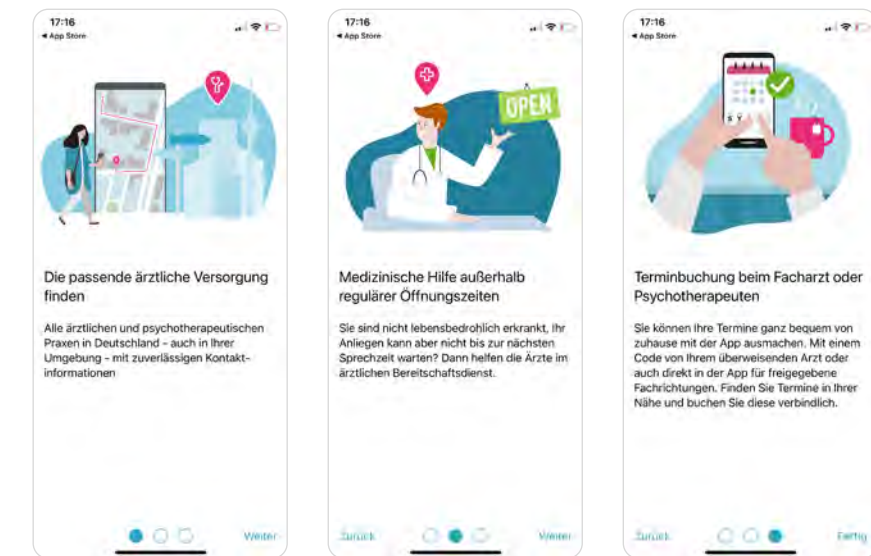 17:16
◀ App Store
Die passende ärztliche Versorgung
finden
Alle ärztlichen und psychotherapeutischen
Praxen in Deutschland – auch in Ihrer
Umgebung – mit zuverlässigen Kontakt-
informationen
Weiter
17:16
◀ App Store
OPEN
Medizinische Hilfe außerhalb
regulärer Öffnungszeiten
Sie sind nicht lebensbedrohlich erkrankt, Ihr
Anliegen kann aber nicht bis zur nächsten
Sprechzeit warten? Dann helfen die Ärzte im
ärztlichen Bereitschaftsdienst.
Zurück
Weiter
17:16
◀ App Store
Terminbuchung beim Facharzt oder
Psychotherapeuten
Sie können Ihre Termine ganz bequem von
zuhause mit der App ausmachen. Mit einem
Code von Ihrem überweisenden Arzt oder
auch direkt in der App für freigegebene
Fachrichtungen. Finden Sie Termine in Ihrer
Nähe und buchen Sie diese verbindlich.
Zurück
Fertig